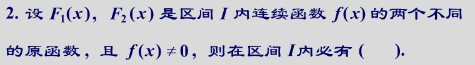 2. 设 F₁(x), F₂(x) 是区间 I 内连续函数 f(x) 的两个不同
的原函数, 且 f(x) ≠ 0, 则在区间 I 内必有 (    ).